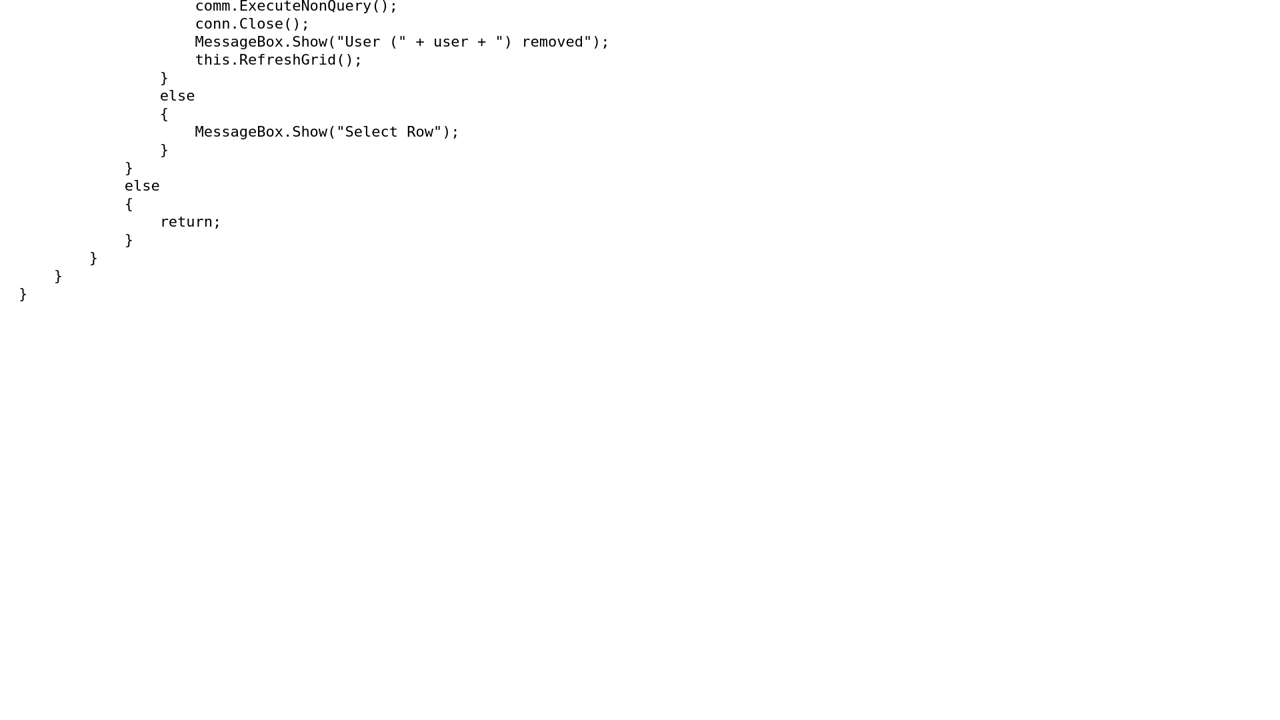 comm.ExecuteNonQuery();
                    conn.Close();
                    MessageBox.Show("User (" + user + ") removed");
                    this.RefreshGrid();
                }
                else
                {
                    MessageBox.Show("Select Row");
                }
            }
            else
            {
                return;
            }
        }
    }
}